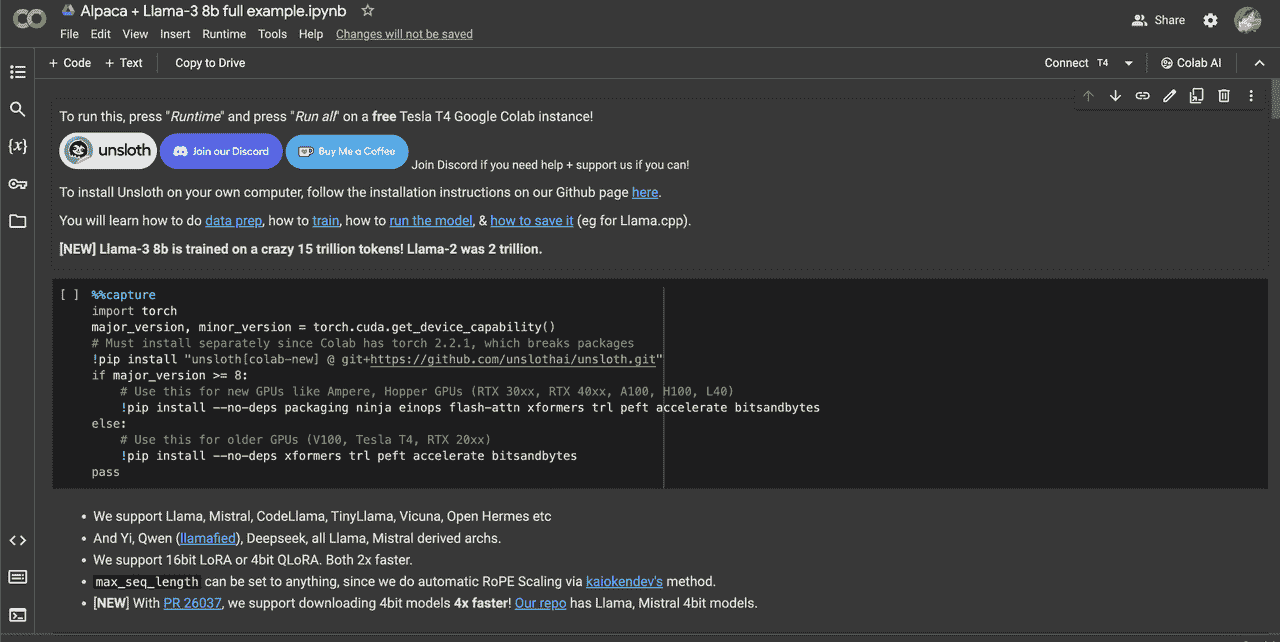 CO
Alpaca + Llama-3 8b full example.ipynb
File Edit View Insert Runtime Tools Help Changes will not be saved
Share
+ Code + Text Copy to Drive
Connect T4
Colab AI
{x}
To run this, press "Runtime" and press "Run all" on a free Tesla T4 Google Colab instance!
unsloth Join our Discord Buy Me a Coffee Join Discord if you need help + support us if you can!
To install Unsloth on your own computer, follow the installation instructions on our Github page here.
You will learn how to do data prep, how to train, how to run the model, & how to save it (eg for Llama.cpp).
[NEW] Llama-3 8b is trained on a crazy 15 trillion tokens! Llama-2 was 2 trillion.
[ ] %%capture
import torch
major_version, minor_version = torch.cuda.get_device_capability()
# Must install separately since Colab has torch 2.2.1, which breaks packages
!pip install "unsloth[colab-new] @ git+https://github.com/unslothai/unsloth.git"
if major_version >= 8:
# Use this for new GPUs like Ampere, Hopper GPUs (RTX 30xx, RTX 40xx, A100, H100, L40)
!pip install --no-deps packaging ninja einops flash-attn xformers trl peft accelerate bitsandbytes
else:
# Use this for older GPUs (V100, Tesla T4, RTX 20xx)
!pip install --no-deps xformers trl peft accelerate bitsandbytes
pass
• We support Llama, Mistral, CodeLlama, TinyLlama, Vicuna, Open Hermes etc
• And Yi, Qwen (llamafied), Deepseek, all Llama, Mistral derived archs.
• We support 16bit LoRA or 4bit QLoRA. Both 2x faster.
• max_seq_length can be set to anything, since we do automatic RoPE Scaling via kaiokendev's method.
• [NEW] With PR 26037, we support downloading 4bit models 4x faster! Our repo has Llama, Mistral 4bit models.